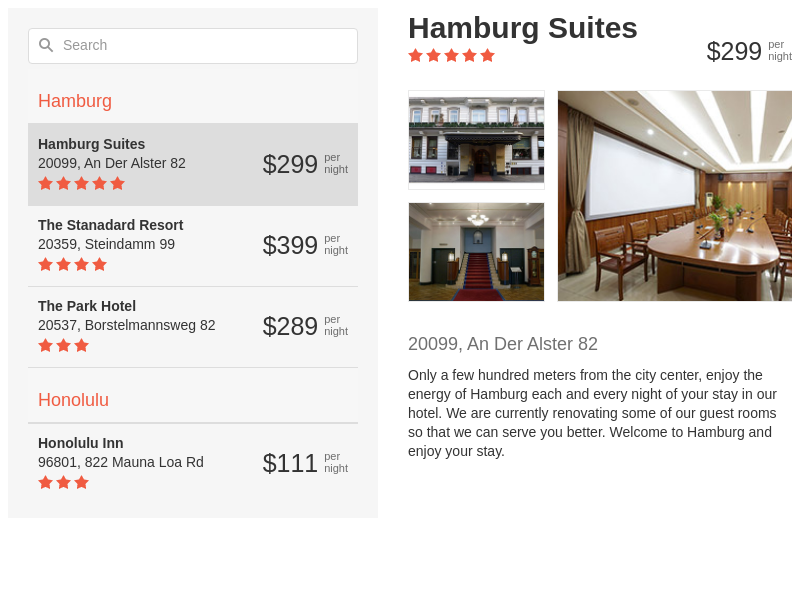 Search
Hamburg
Hamburg Suites
20099, An Der Alster 82
$299 per night
The Stanadard Resort
20359, Steindamm 99
$399 per night
The Park Hotel
20537, Borstelmannsweg 82
$289 per night
Honolulu
Honolulu Inn
96801, 822 Mauna Loa Rd
$111 per night
Hamburg Suites
$299 per night
20099, An Der Alster 82
Only a few hundred meters from the city center, enjoy the
energy of Hamburg each and every night of your stay in our
hotel. We are currently renovating some of our guest rooms
so that we can serve you better. Welcome to Hamburg and
enjoy your stay.